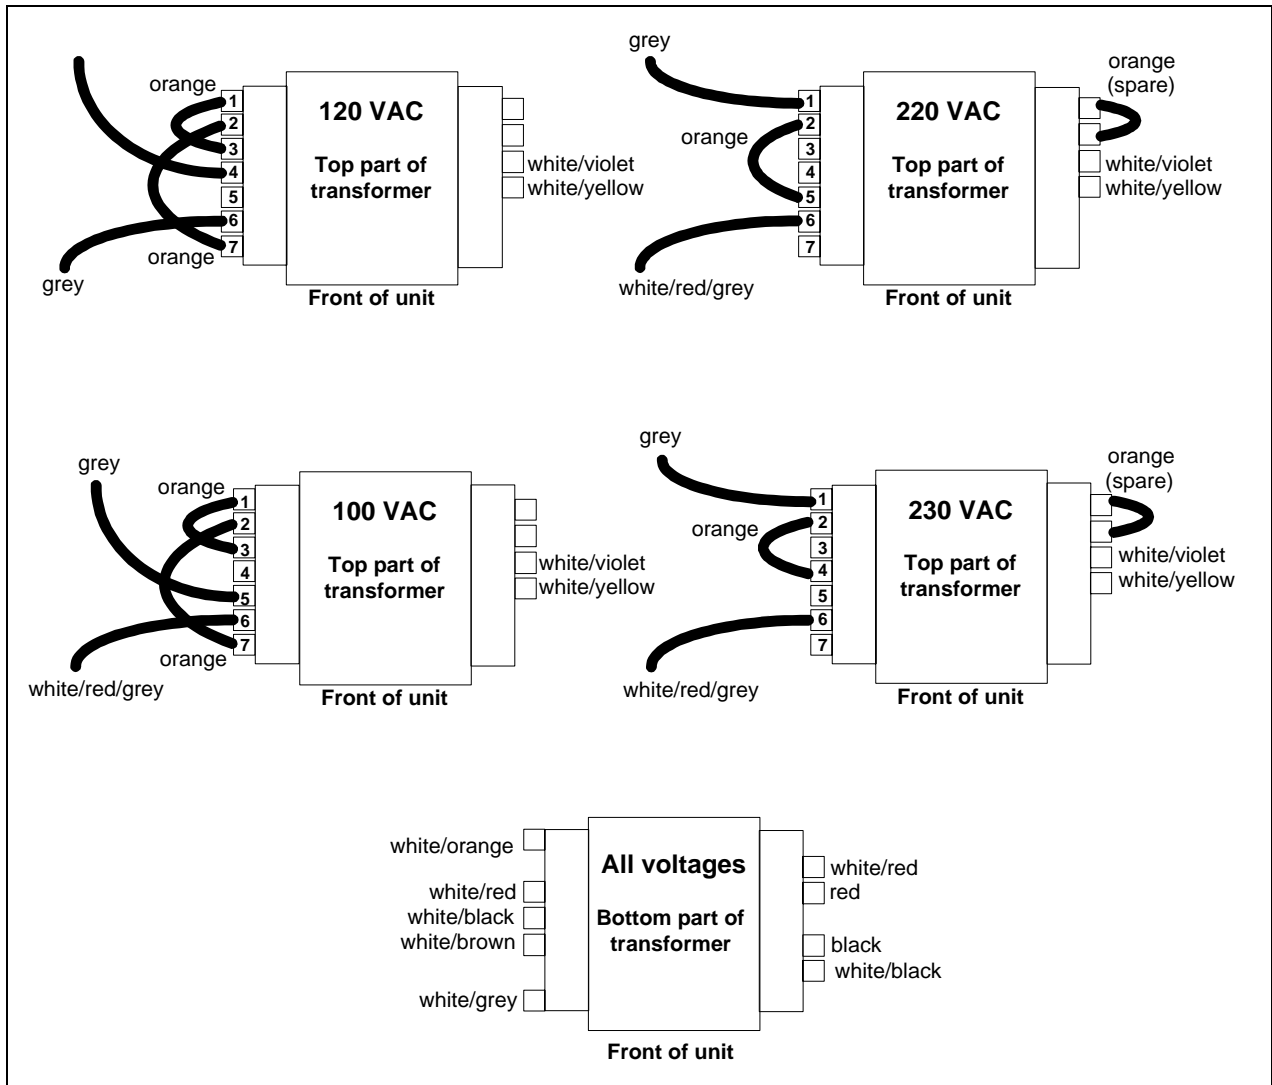 orange
1
2
3
4
5
6
7
orange
grey
120 VAC
Top part of
transformer
white/violet
white/yellow
Front of unit
grey
orange
1
2
3
4
5
6
7
white/red/grey
220 VAC
Top part of
transformer
orange
(spare)
white/violet
white/yellow
Front of unit
grey
orange
1
2
3
4
5
6
7
orange
white/red/grey
100 VAC
Top part of
transformer
white/violet
white/yellow
Front of unit
grey
orange
1
2
3
4
5
6
7
white/red/grey
230 VAC
Top part of
transformer
orange
(spare)
white/violet
white/yellow
Front of unit
white/orange
white/red
white/black
white/brown
white/grey
All voltages
Bottom part of
transformer
white/red
red
black
white/black
Front of unit